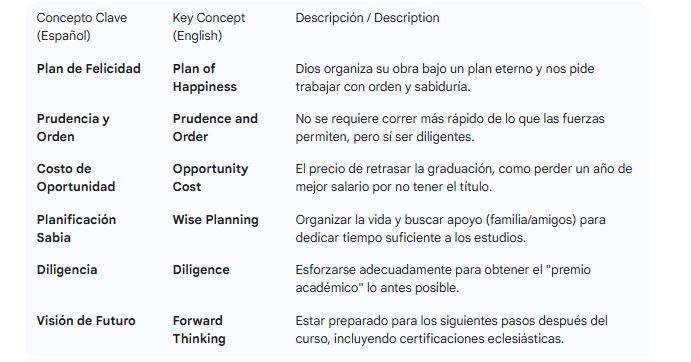 Concepto Clave Key Concept Descripción / Description
(Español) (English)
Plan de Felicidad Plan of Dios organiza su obra bajo un plan eterno y nos pide
Happiness trabajar con orden y sabiduría.
Prudencia y Prudence and No se requiere correr más rápido de lo que las fuerzas
Orden Order permiten, pero sí ser diligentes.
Costo de Opportunity El precio de retrasar la graduación, como perder un año de
Oportunidad Cost mejor salario por no tener el título.
Planificación Wise Planning Organizar la vida y buscar apoyo (familia/amigos) para
Sabia dedicar tiempo suficiente a los estudios.
Diligencia Diligence Esforzarse adecuadamente para obtener el "premio
académico" lo antes posible.
Visión de Futuro Forward Estar preparado para los siguientes pasos después del
Thinking curso, incluyendo certificaciones eclesiásticas.